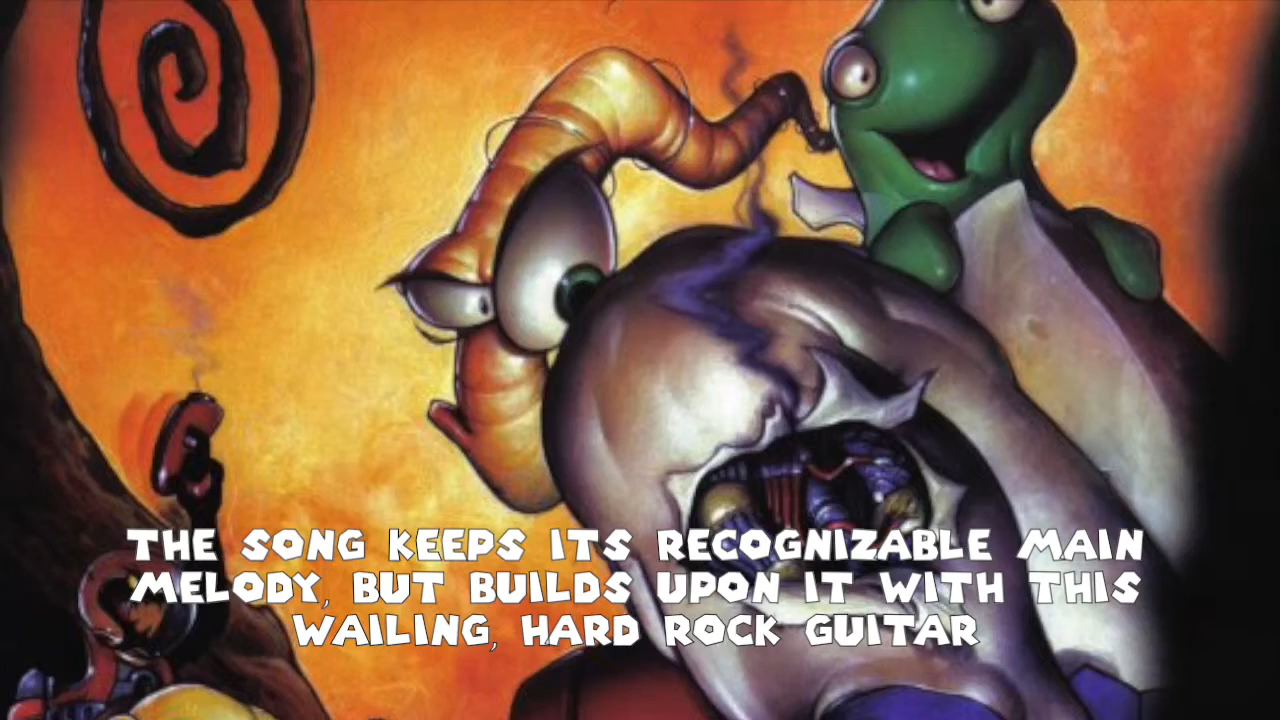 THE SONG KEEPS ITS RECOGNIZABLE MAIN
MELODY, BUT BUILDS UPON IT WITH THIS
WAILING, HARD ROCK GUITAR